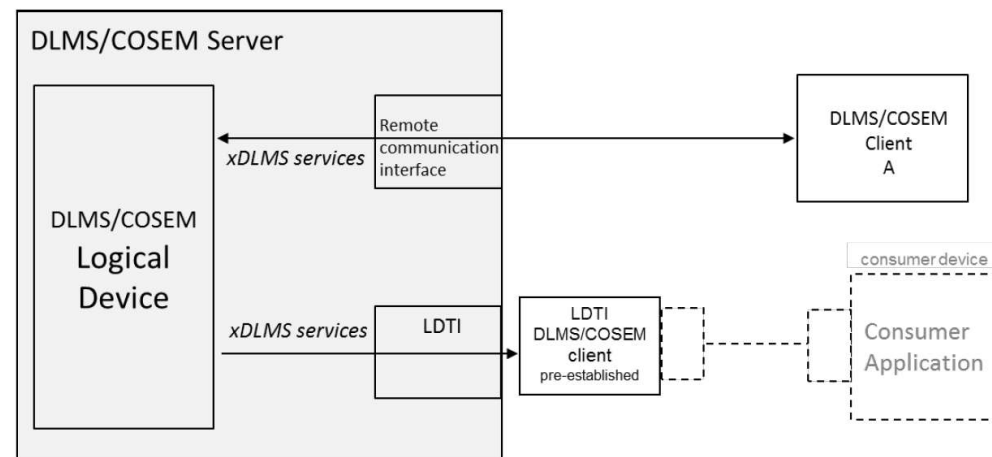 DLMS/COSEM Server
Remote
communication
interface
xDLMS services
DLMS/COSEM
Client
A
DLMS/COSEM
Logical
Device
xDLMS services
LDTI
LDTI
DLMS/COSEM
client
pre-established
consumer device
Consumer
Application